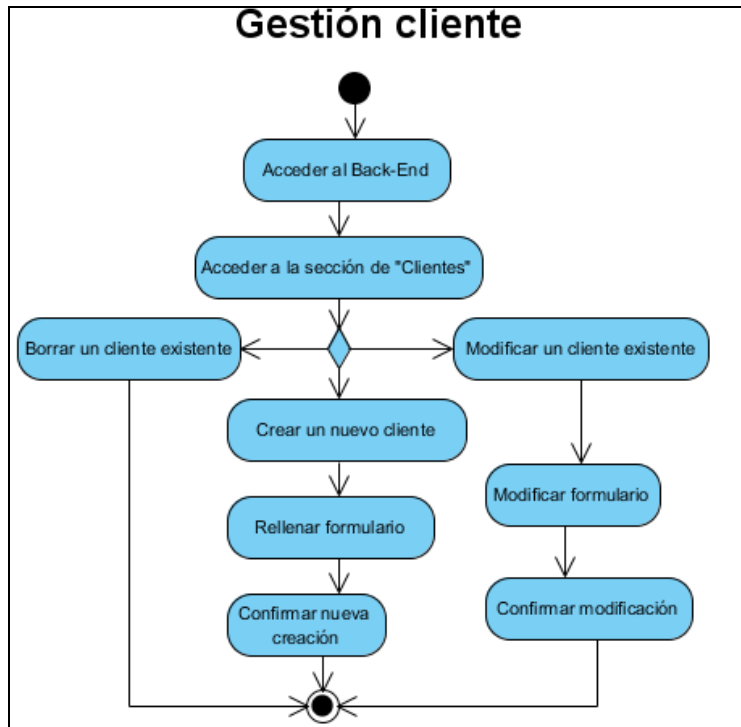 Gestión cliente
Acceder al Back-End
Acceder a la sección de "Clientes"
Borrar un cliente existente
Modificar un cliente existente
Crear un nuevo cliente
Modificar formulario
Rellenar formulario
Confirmar nueva
creación
Confirmar modificación